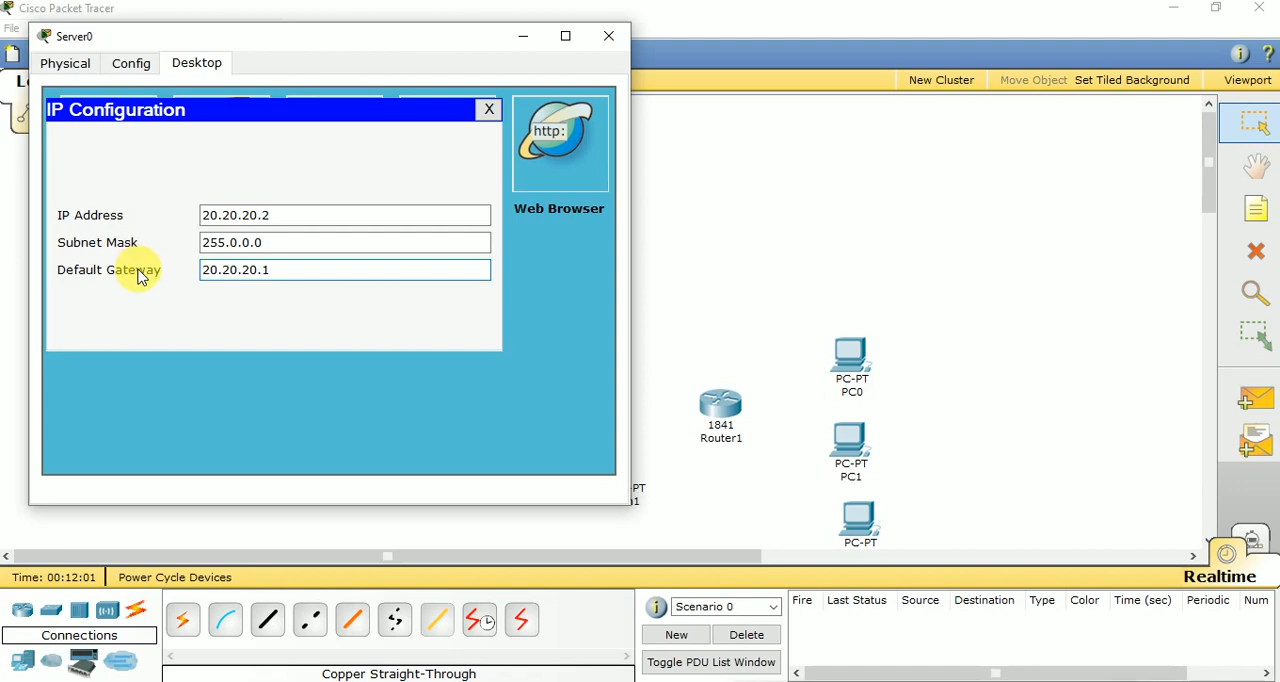 Cisco Packet Tracer
File
Server0
Physical Config Desktop
New Cluster Move Object Set Tiled Background Viewport
IP Configuration X
http:
Web Browser
IP Address 20.20.20.2
Subnet Mask 255.0.0.0
Default Gateway 20.20.20.1
PC-PT
PC0
1841
Router1
PC-PT
PC1
-PT
PC-PT
Time: 00:12:01 Power Cycle Devices
Realtime
Connections
Copper Straight-Through
Scenario 0
New Delete
Toggle PDU List Window
Fire Last Status Source Destination Type Color Time (sec) Periodic Num